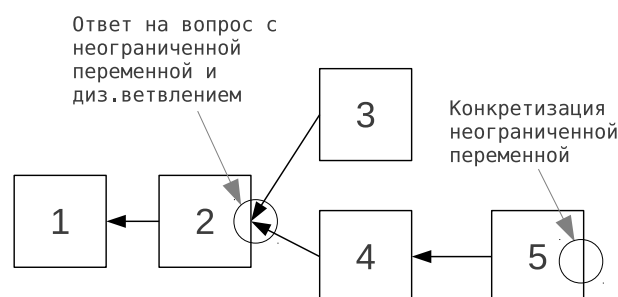 Ответ на вопрос с
неограниченной
переменной и
диз.ветвлением
3
Конкретизация
неограниченной
переменной
1
2
4
5